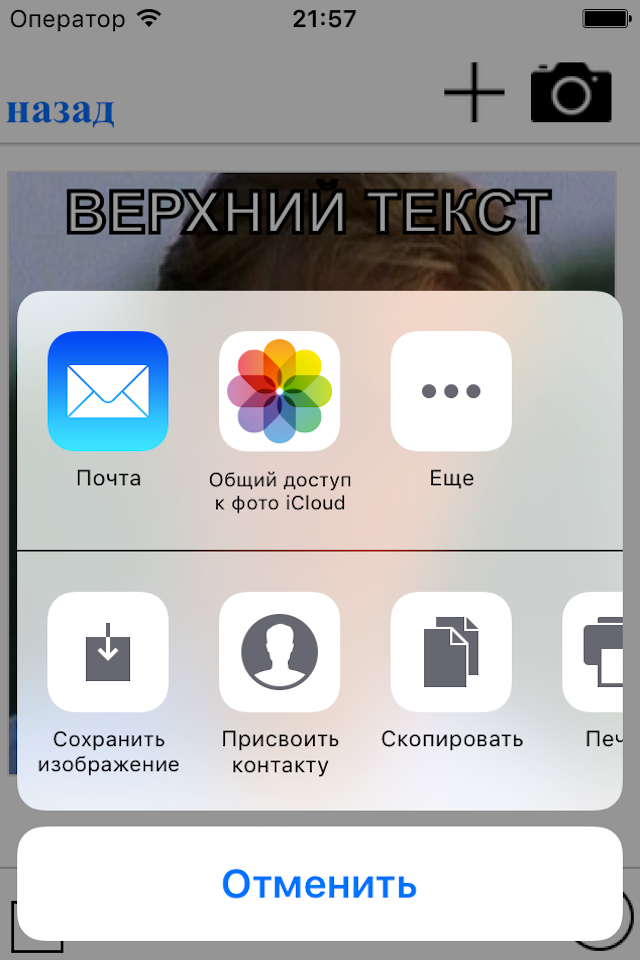 Оператор 21:57
назад
ВЕРХНИЙ ТЕКСТ
Почта
Общий доступ
к фото iCloud
Еще
Сохранить
изображение
Присвоить
контакту
Скопировать
Печ
Отменить